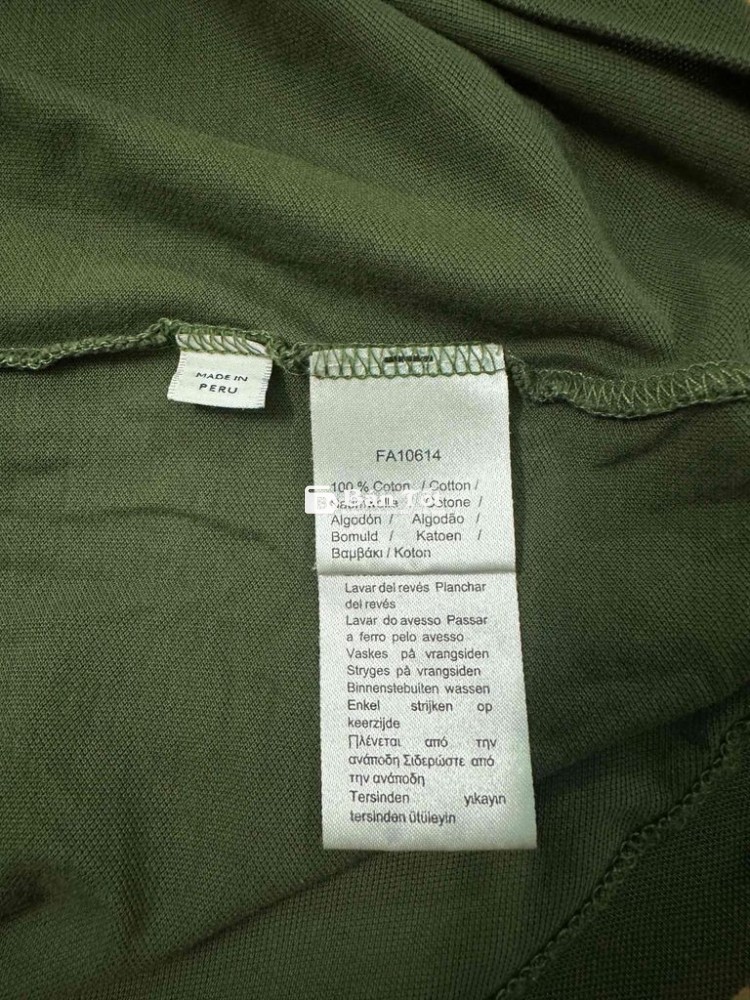 MADE IN
PERU
FA10614
100 % Coton / Cotton /
Algodón / Algodão /
Bomuld / Katoen /
Βαμβάκι / Koton
Lavar del revés Planchar
del revés
Lavar do avesso Passar
a ferro pelo avesso
Vaskes på vrangsiden
Stryges på vrangsiden
Binnenstebuiten wassen
Enkel strijken op
keerzijde
Πλένεται από την
ανάποδη Σιδερώστε από
την ανάποδη
Tersinden yıkayın
tersinden ütüleyin